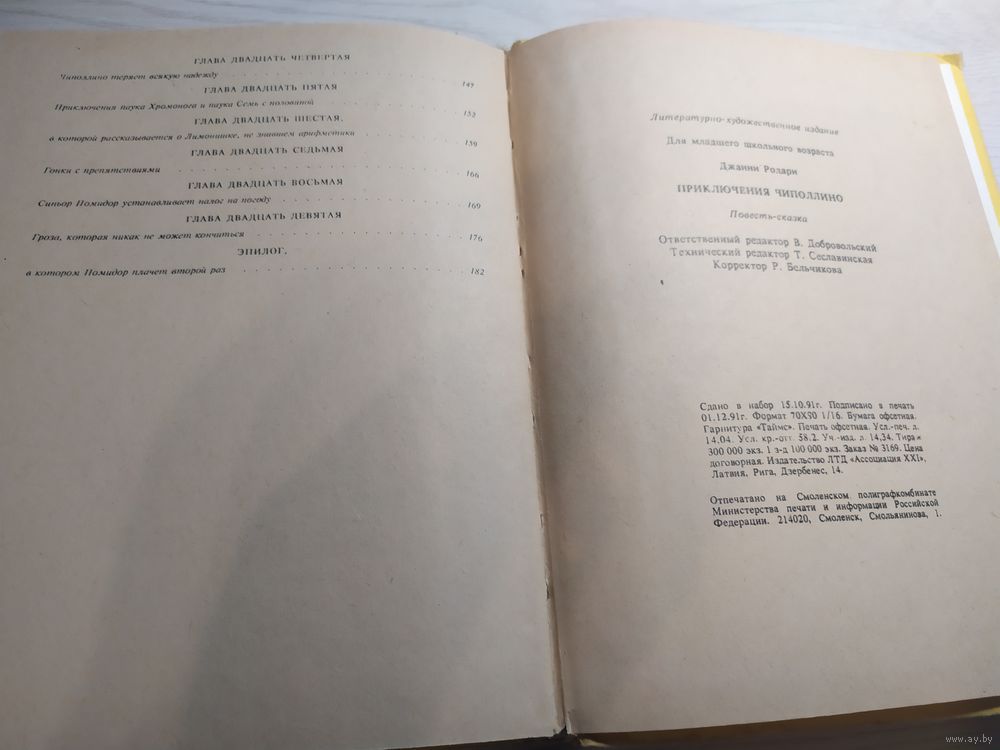 ГЛАВА ДВАДЦАТЬ ЧЕТВЕРТАЯ
Чиполлино теряет всякую надежду 147
ГЛАВА ДВАДЦАТЬ ПЯТАЯ
Приключения паука Хромонога и паука Семь с половиной 152
ГЛАВА ДВАДЦАТЬ ШЕСТАЯ,
в которой рассказывается о Лимонишке, не знавшем арифметики 159
ГЛАВА ДВАДЦАТЬ СЕДЬМАЯ
Гонки с препятствиями 166
ГЛАВА ДВАДЦАТЬ ВОСЬМАЯ
Синьор Помидор устанавливает налог на погоду 169
ГЛАВА ДВАДЦАТЬ ДЕВЯТАЯ
Гроза, которая никак не может кончиться 176
ЭПИЛОГ,
в котором Помидор плачет второй раз 182
Литературно-художественное издание
Для младшего школьного возраста
Джанни Родари
ПРИКЛЮЧЕНИЯ ЧИПОЛЛИНО
Повесть-сказка
Ответственный редактор В. Добровольский
Технический редактор Т. Сеславинская
Корректор Р. Бельчикова
Сдано в набор 15.10.91г. Подписано в печать
01.12.91г. Формат 70X90 1/16. Бумага офсетная.
Гарнитура «Таймс». Печать офсетная. Усл.-печ. л.
14.04. Усл. кр.-отт. 58.2. Уч.-изд. л. 14,34. Тираж
300 000 экз. 1 з-д 100 000 экз. Заказ № 3169. Цена
договорная. Издательство ЛТД «Ассоциация XXI»,
Латвия, Рига, Дзербенес, 14.
Отпечатано на Смоленском полиграфкомбинате
Министерства печати и информации Российской
Федерации. 214020, Смоленск, Смольянинова, 1.
www.ay.by